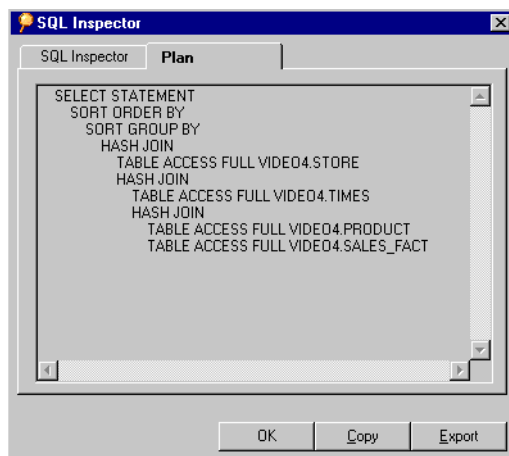 SQL Inspector
SQL Inspector Plan
SELECT STATEMENT
SORT ORDER BY
SORT GROUP BY
HASH JOIN
TABLE ACCESS FULL VIDEO4.STORE
HASH JOIN
TABLE ACCESS FULL VIDEO4.TIMES
HASH JOIN
TABLE ACCESS FULL VIDEO4.PRODUCT
TABLE ACCESS FULL VIDEO4.SALES_FACT
OK Copy Export